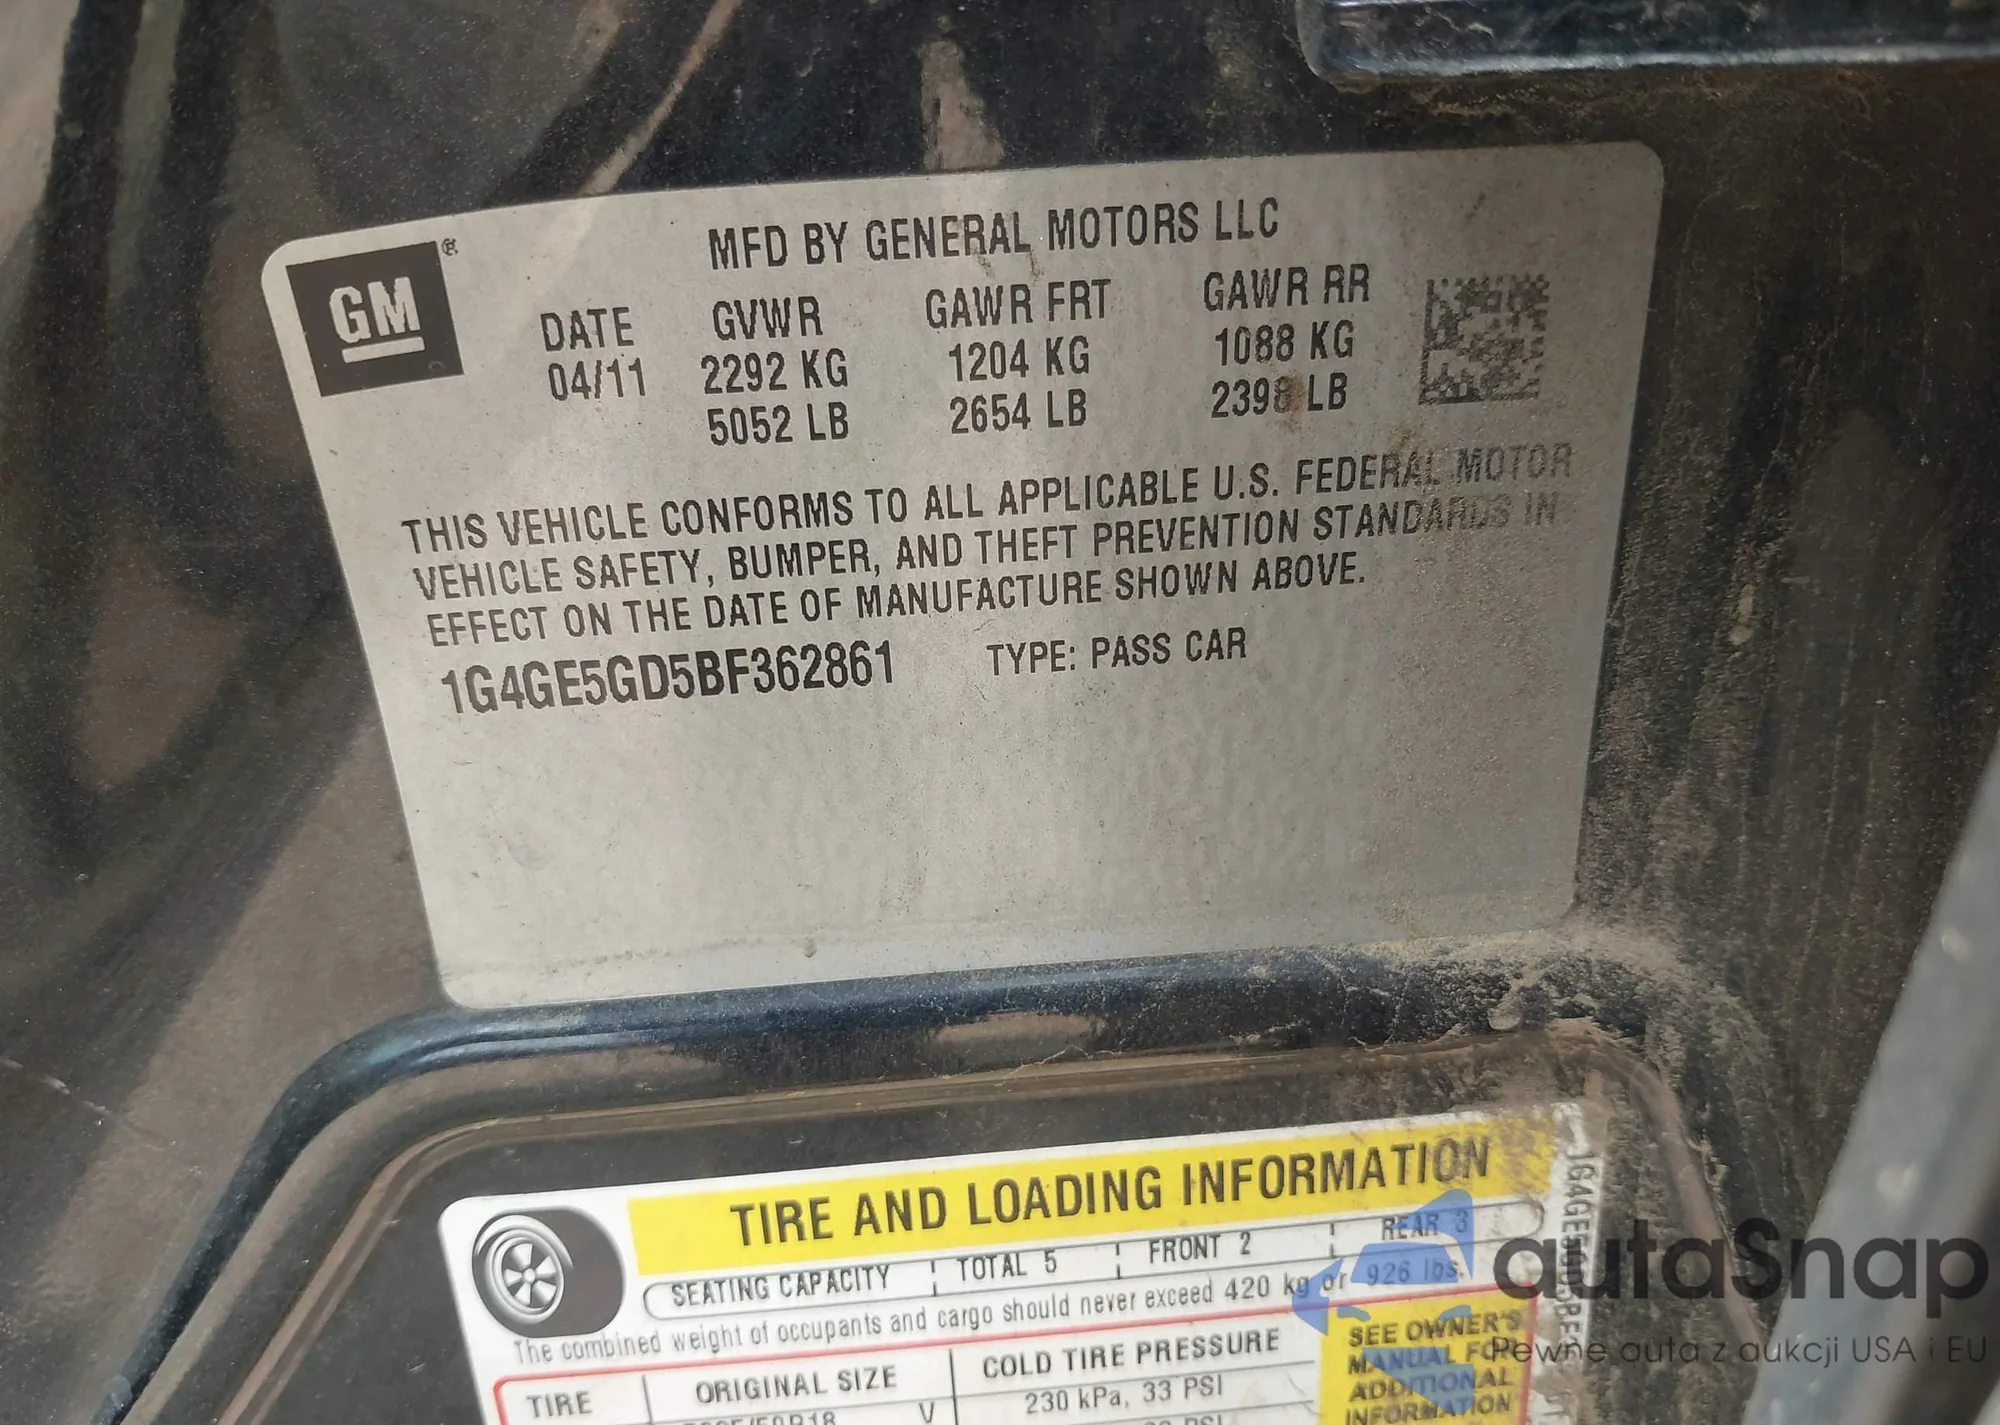 GM®
MFD BY GENERAL MOTORS LLC
DATE GVWR GAWR FRT GAWR RR
04/11 2292 KG 1204 KG 1088 KG
5052 LB 2654 LB 2398 LB
THIS VEHICLE CONFORMS TO ALL APPLICABLE U.S. FEDERAL MOTOR
VEHICLE SAFETY, BUMPER, AND THEFT PREVENTION STANDARDS IN
EFFECT ON THE DATE OF MANUFACTURE SHOWN ABOVE.
1G4GE5GD5BF362861 TYPE: PASS CAR
TIRE AND LOADING INFORMATION
SEATING CAPACITY TOTAL 5 FRONT 2 REAR 3
The combined weight of occupants and cargo should never exceed 420 kg or 926 lbs.
TIRE ORIGINAL SIZE COLD TIRE PRESSURE
230 kPa, 33 PSI
V
PSI
SEE OWNER'S
MANUAL FOR
ADDITIONAL
INFORMATION
autaSnap
Pewne auta z aukcji USA i EU